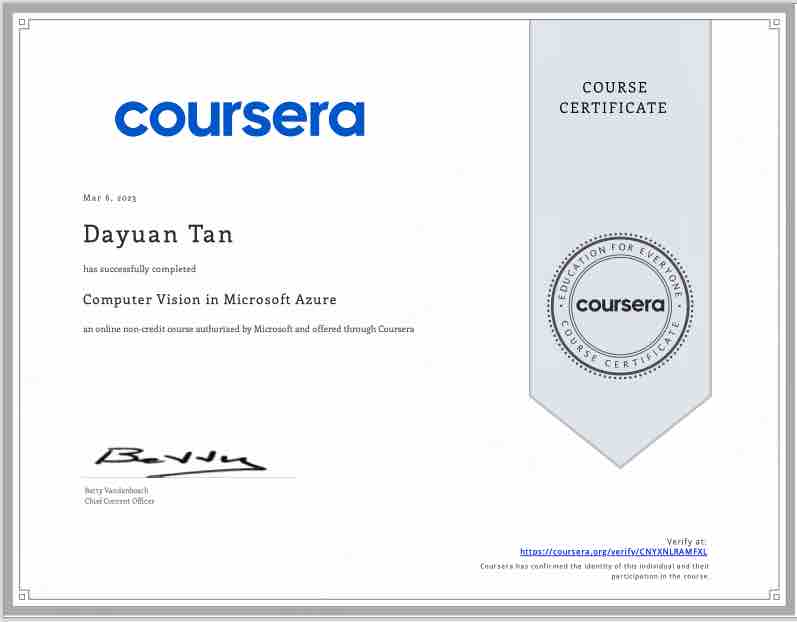 coursera
COURSE
CERTIFICATE
Mar 6, 2023
Dayuan Tan
has successfully completed
Computer Vision in Microsoft Azure
an online non-credit course authorized by Microsoft and offered through Coursera
EDUCATION FOR EVERYONE
coursera
COURSE CERTIFICATE
Betty
Betty Vandenbosch
Chief Content Officer
Verify at:
https://coursera.org/verify/CNYXNLRAMFXL
Coursera has confirmed the identity of this individual and their
participation in the course.